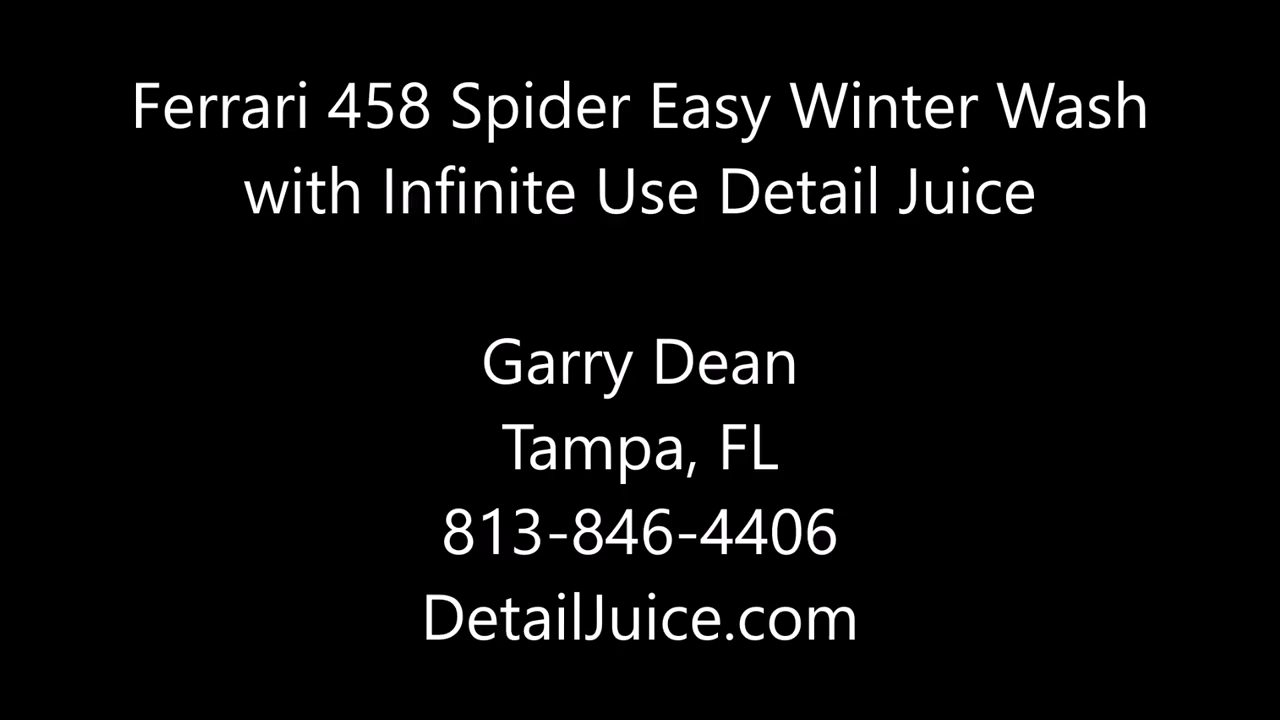 Ferrari 458 Spider Easy Winter Wash
with Infinite Use Detail Juice
Garry Dean
Tampa, FL
813-846-4406
DetailJuice.com